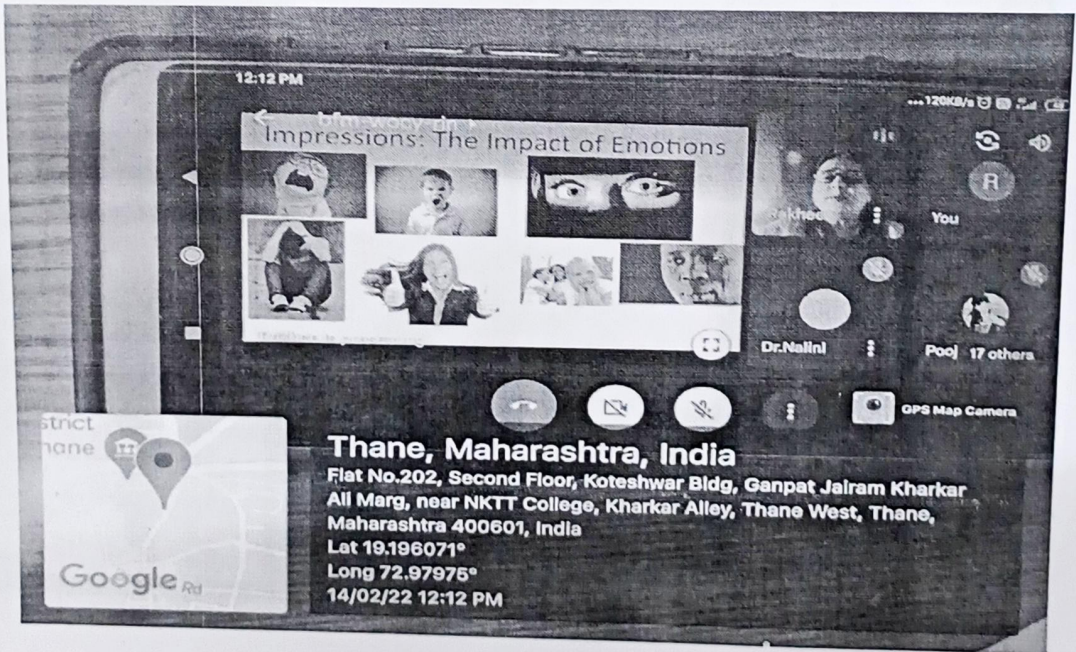 12:12 PM
...120KB/s
Impressions: The Impact of Emotions
R
You
Dr.Nalini
Pooj 17 others
GPS Map Camera
strict
hane
Google
Rd
Thane, Maharashtra, India
Flat No.202, Second Floor, Koteshwar Bldg, Ganpat Jairam Kharkar
Ali Marg, near NKTT College, Kharkar Alley, Thane West, Thane,
Maharashtra 400601, India
Lat 19.196071°
Long 72.97975°
14/02/22 12:12 PM